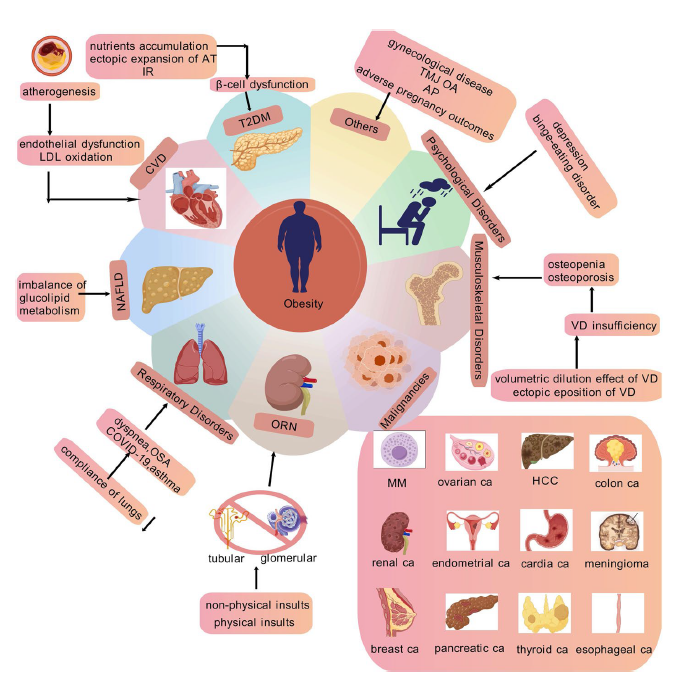 nutrients accumulation
ectopic expansion of AT
IR
β-cell dysfunction
T2DM
atherogenesis
endothelial dysfunction
LDL oxidation
CVD
gynecological disease
TMJ OA
AP
adverse pregnancy outcomes
Others
depression
binge-eating disorder
Psychological Disorders
osteopenia
osteoporosis
VD insufficiency
volumetric dilution effect of VD
ectopic eposition of VD
Musculoskeletal Disorders
imbalance of
glucolipid
metabolism
NAFLD
Obesity
Respiratory Disorders
dyspnea,OSA
COVID-19,asthma
compliance of lungs
ORN
tubular
glomerular
non-physical insults
physical insults
Malignancies
MM
ovarian ca
HCC
colon ca
renal ca
endometrial ca
cardia ca
meningioma
breast ca
pancreatic ca
thyroid ca
esophageal ca